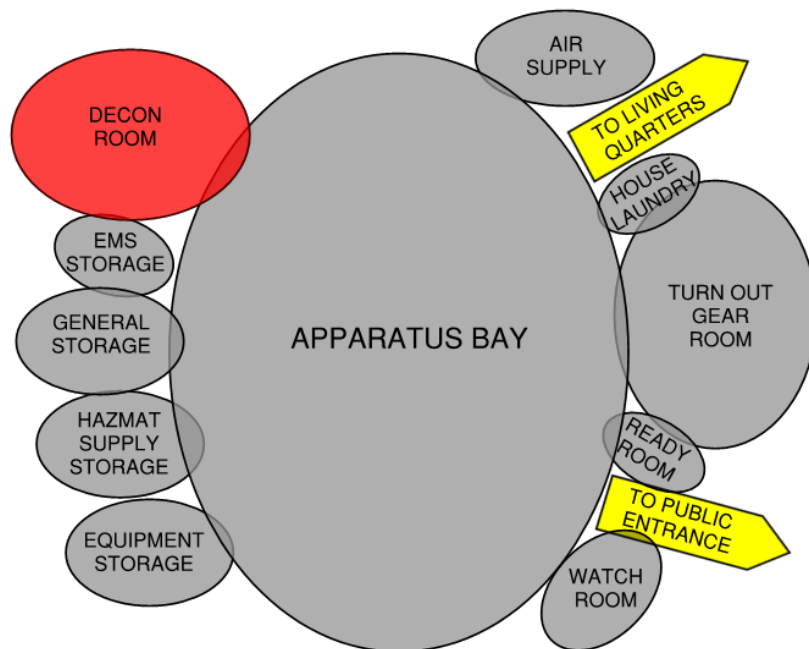 AIR
SUPPLY
DECON
ROOM
TO LIVING
QUARTERS
HOUSE
LAUNDRY
EMS
STORAGE
GENERAL
STORAGE
APPARATUS BAY
TURN OUT
GEAR
ROOM
HAZMAT
SUPPLY
STORAGE
READY
ROOM
TO PUBLIC
ENTRANCE
EQUIPMENT
STORAGE
WATCH
ROOM